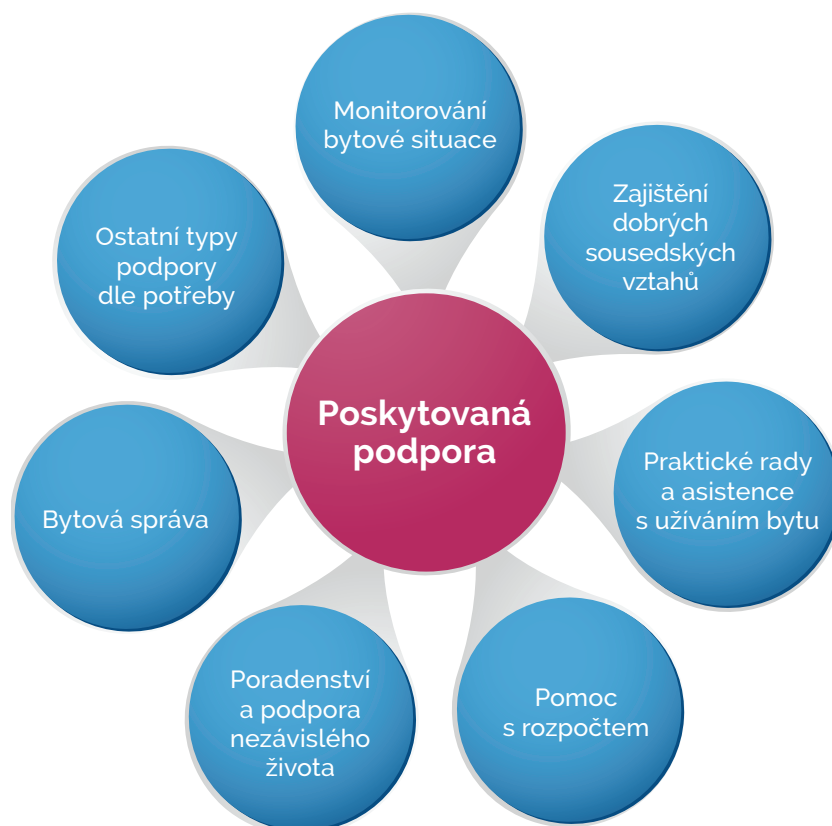 Monitorování
bytové situace
Zajištění
dobrých
sousedských
vztahů
Ostatní typy
podpory
dle potřeby
Poskytovaná
podpora
Praktické rady
a asistence
s užíváním bytu
Bytová správa
Poradenství
a podpora
nezávislého
života
Pomoc
s rozpočtem